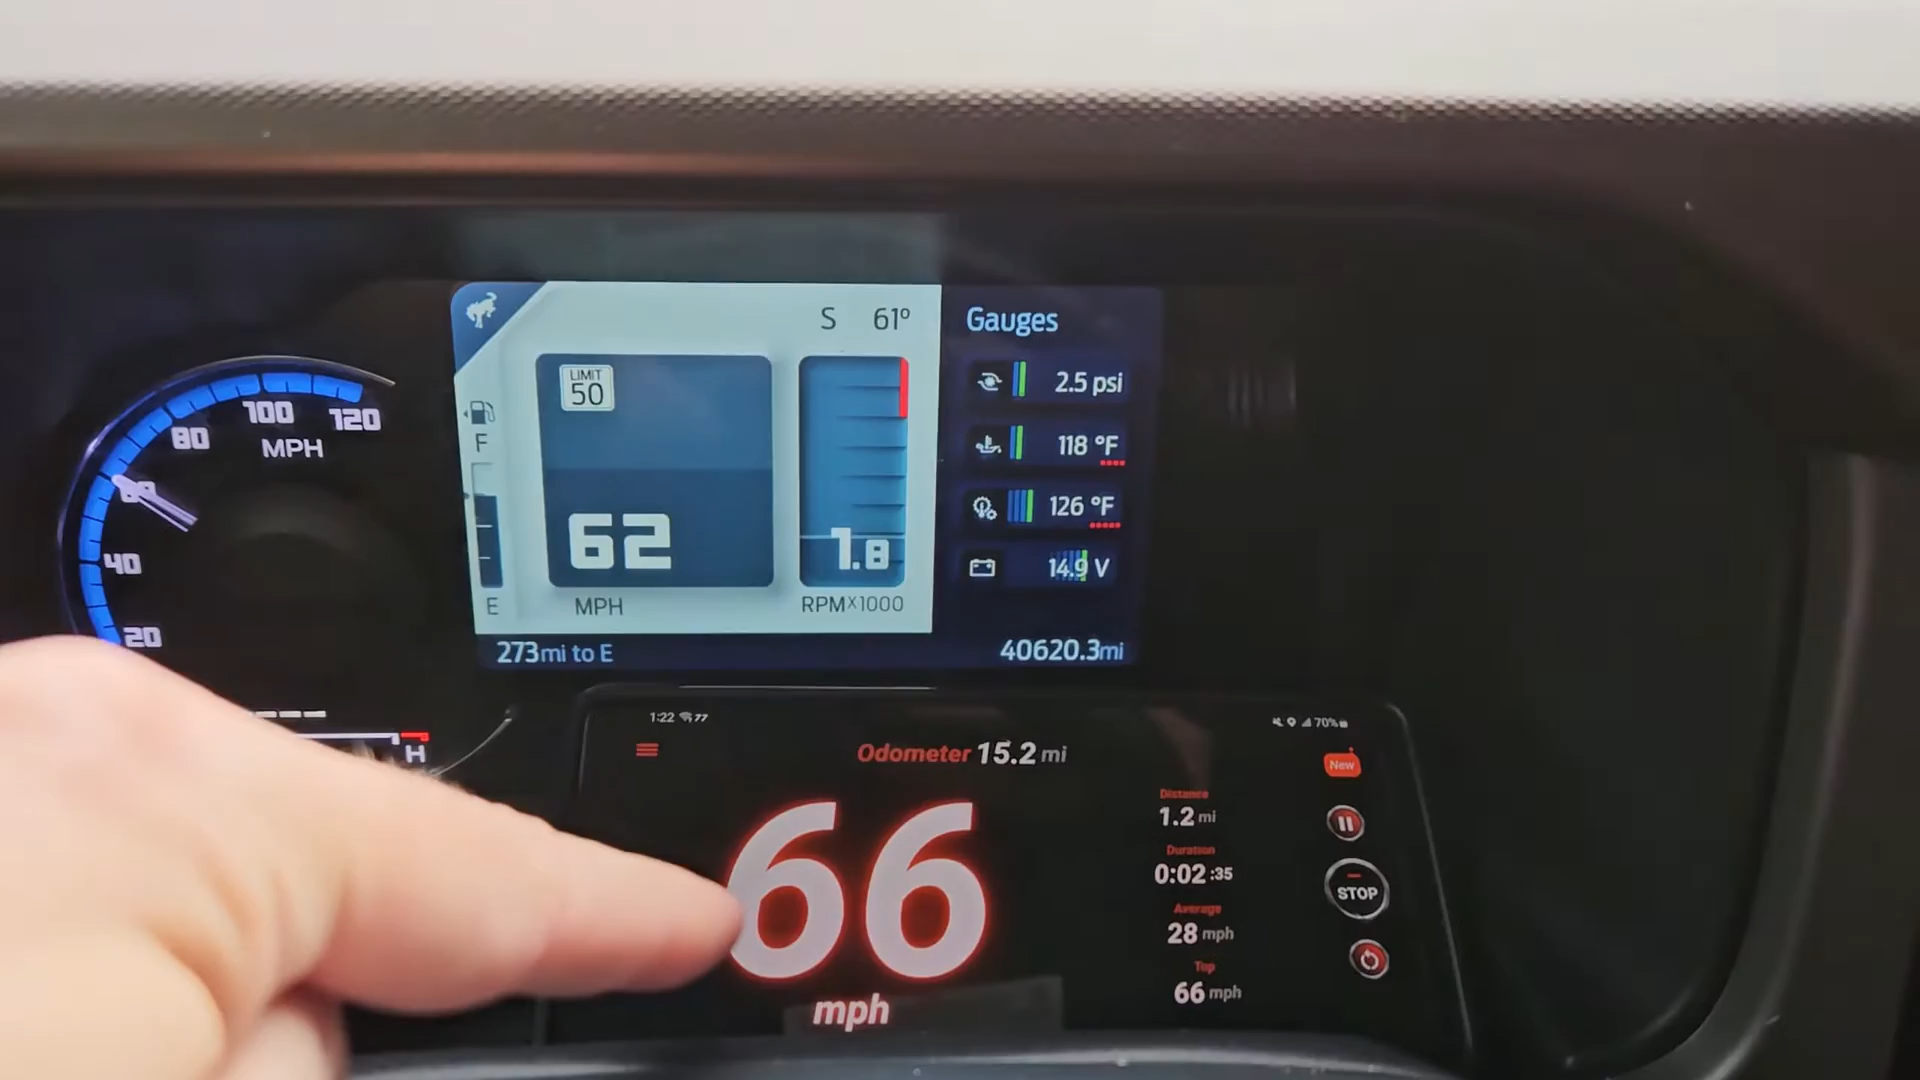 100
80
120
MPH
60
40
20
H
S 61°
LIMIT
50
F
62
1.8
E
MPH
RPMX1000
273mi to E
40620.3mi
Gauges
2.5 psi
118 °F
126 °F
14.9 V
1:22
70%
Odometer 15.2 mi
New
66
mph
Distance
1.2 mi
Duration
0:02:35
Average
28 mph
Top
66 mph
STOP